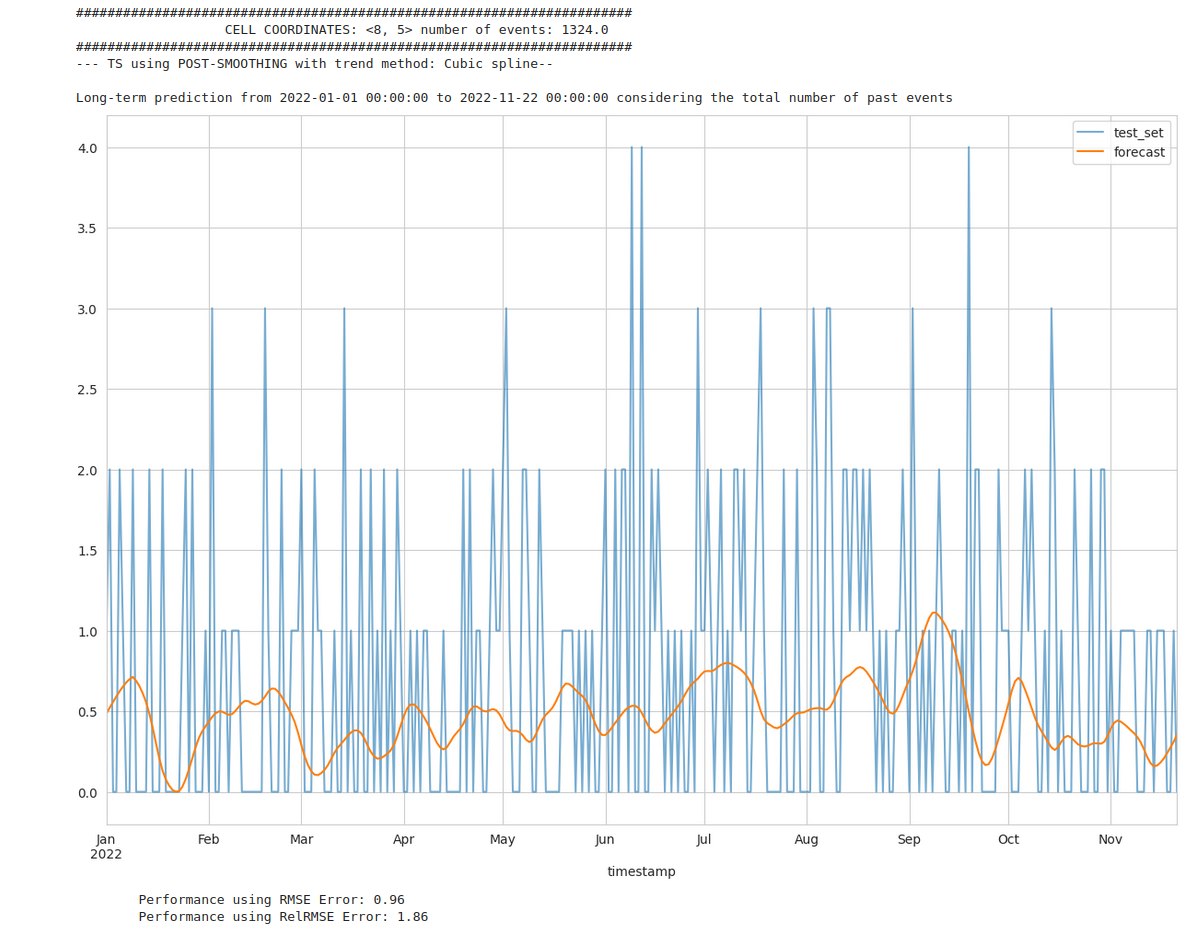 #######################################################################
CELL COORDINATES: <8, 5> number of events: 1324.0
#######################################################################
--- TS using POST-SMOOTHING with trend method: Cubic spline--
Long-term prediction from 2022-01-01 00:00:00 to 2022-11-22 00:00:00 considering the total number of past events
test_set
forecast
4.0
3.5
3.0
2.5
2.0
1.5
1.0
0.5
0.0
Jan Feb Mar Apr May Jun Jul Aug Sep Oct Nov
2022
timestamp
Performance using RMSE Error: 0.96
Performance using RelRMSE Error: 1.86